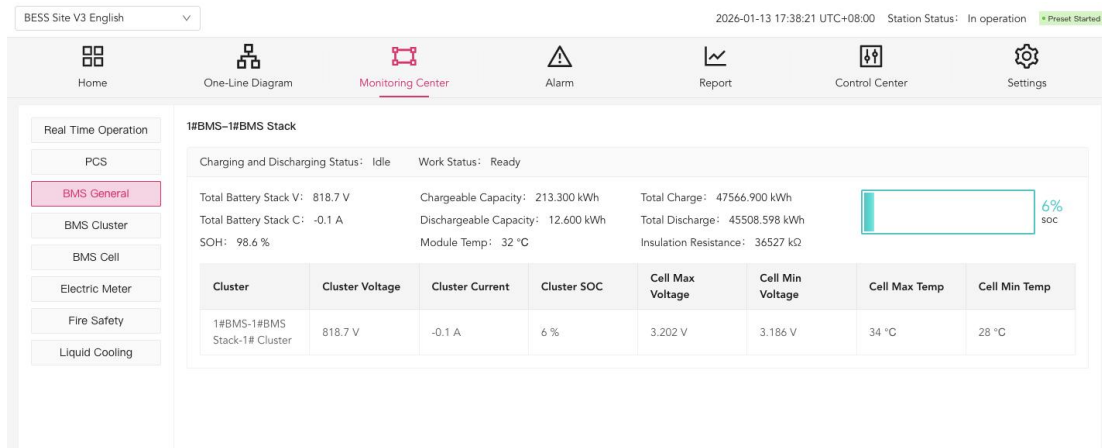 BESS Site V3 English
2026-01-13 17:38:21 UTC+08:00 Station Status: In operation Preset Started
Home One-Line Diagram Monitoring Center Alarm Report Control Center Settings
Real Time Operation
PCS
BMS General
BMS Cluster
BMS Cell
Electric Meter
Fire Safety
Liquid Cooling
1#BMS-1#BMS Stack
Charging and Discharging Status: Idle Work Status: Ready
Total Battery Stack V: 818.7 V Chargeable Capacity: 213.300 kWh Total Charge: 47566.900 kWh
Total Battery Stack C: -0.1 A Dischargeable Capacity: 12.600 kWh Total Discharge: 45508.598 kWh
SOH: 98.6 % Module Temp: 32 °C Insulation Resistance: 36527 kΩ
6%
SOC
Cluster Cluster Voltage Cluster Current Cluster SOC Cell Max Voltage Cell Min Voltage Cell Max Temp Cell Min Temp
1#BMS-1#BMS Stack-1# Cluster 818.7 V -0.1 A 6 % 3.202 V 3.186 V 34 °C 28 °C